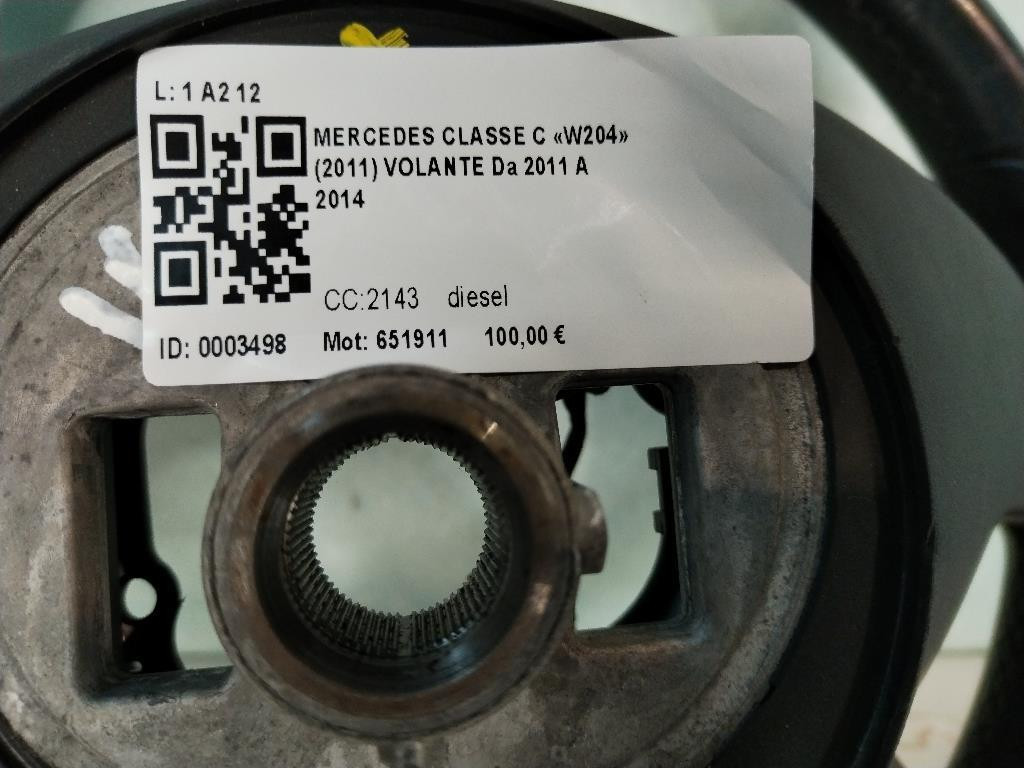 L: 1 A2 12
MERCEDES CLASSE C «W204»
(2011) VOLANTE Da 2011 A
2014
CC:2143 diesel
ID: 0003498 Mot: 651911 100,00 €